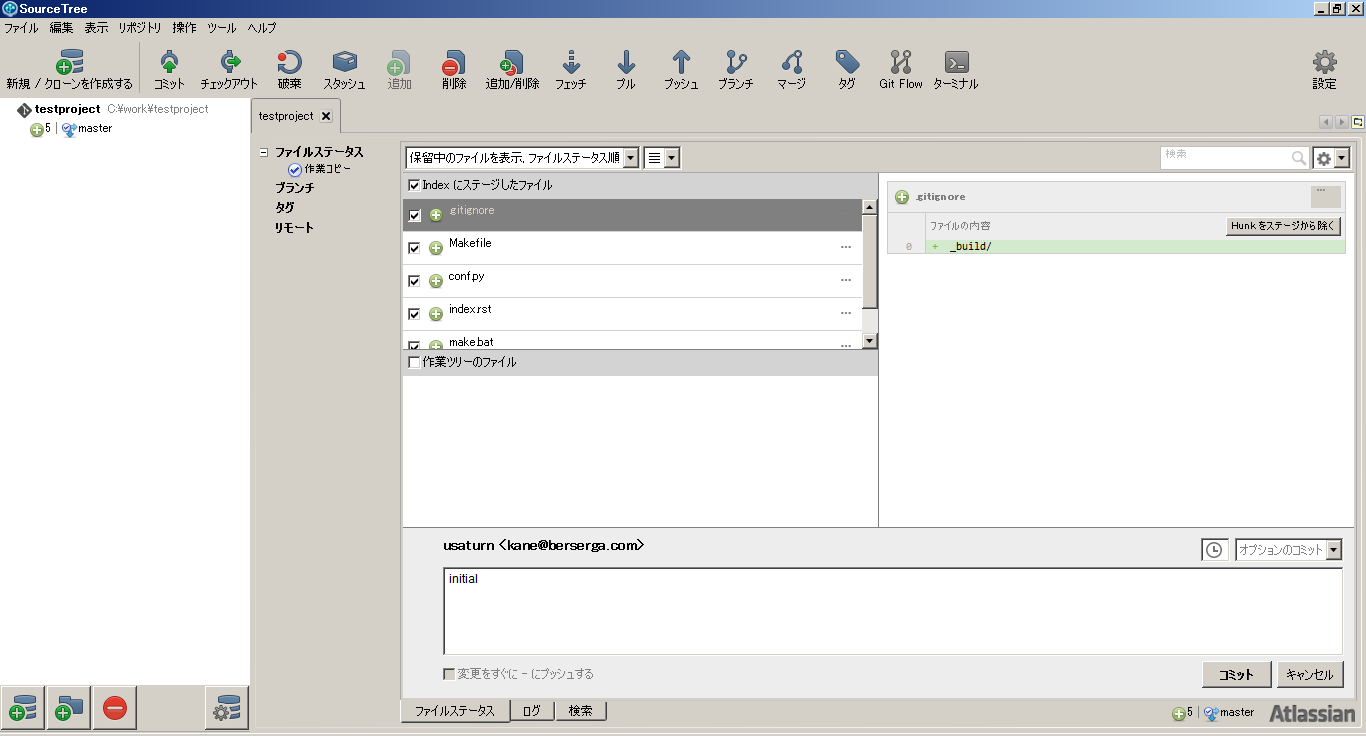 SourceTree
ファイル 編集 表示 リポジトリ 操作 ツール ヘルプ
新規 / クローンを作成する コミット チェックアウト 破棄 スタッシュ 追加 削除 追加/削除 フェッチ プル プッシュ ブランチ マージ タグ Git Flow ターミナル 設定
testproject C:¥work¥testproject
5 master
testproject
ファイルステータス
作業コピー
ブランチ
タグ
リモート
保留中のファイルを表示, ファイルステータス順
検索
Index にステージしたファイル
.gitignore
Makefile ...
conf.py ...
index.rst ...
make.bat ...
作業ツリーのファイル
.gitignore ...
ファイルの内容 Hunk をステージから除く
0 + _build/
usaturn <kane@berserga.com>
オプションのコミット
initial
変更をすぐに - にプッシュする
コミット キャンセル
ファイルステータス ログ 検索
5 master Atlassian